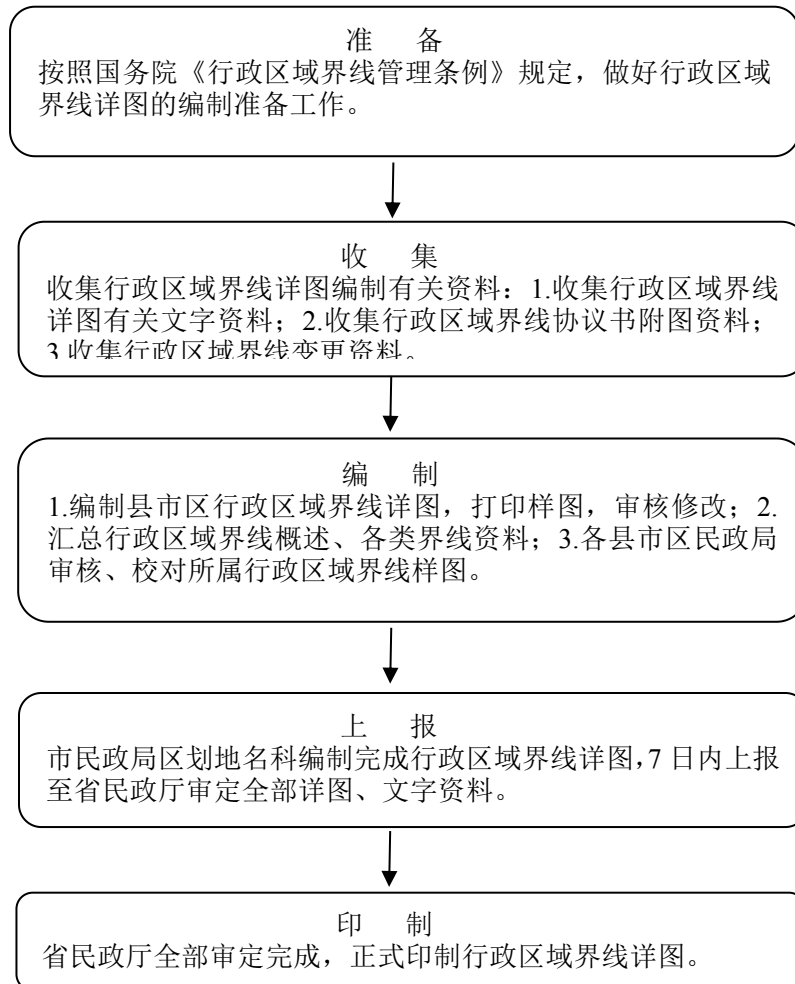 准 备
按照国务院《行政区域界线管理条例》规定，做好行政区域
界线详图的编制准备工作。
收 集
收集行政区域界线详图编制有关资料：1.收集行政区域界线
详图有关文字资料；2.收集行政区域界线协议书附图资料；
3.收集行政区域界线变更资料。
编 制
1.编制县市区行政区域界线详图，打印样图，审核修改；2.
汇总行政区域界线概述、各类界线资料；3.各县市区民政局
审核、校对所属行政区域界线样图。
上 报
市民政局区划地名科编制完成行政区域界线详图，7 日内上报
至省民政厅审定全部详图、文字资料。
印 制
省民政厅全部审定完成，正式印制行政区域界线详图。